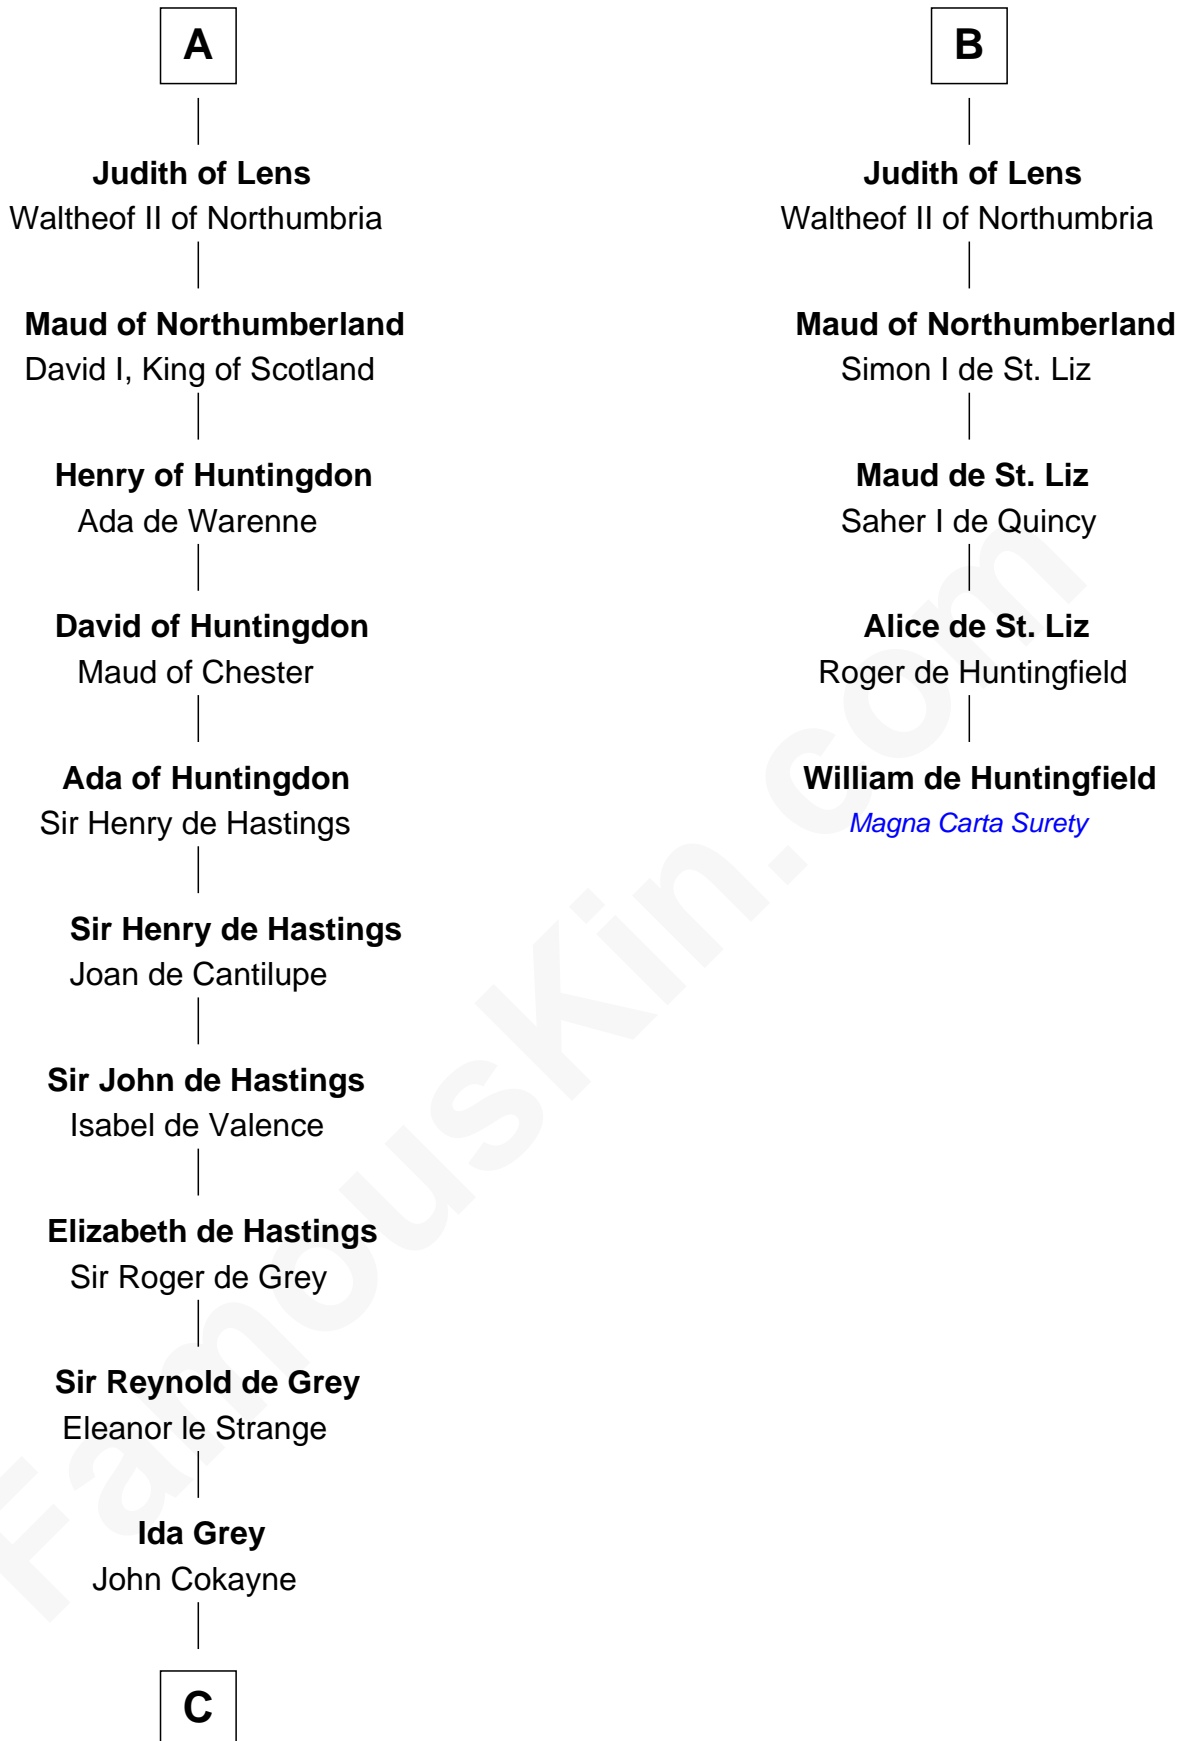 A
Judith of Lens
Waltheof II of Northumbria
Maud of Northumberland
David I, King of Scotland
Henry of Huntingdon
Ada de Warenne
David of Huntingdon
Maud of Chester
Ada of Huntingdon
Sir Henry de Hastings
Sir Henry de Hastings
Joan de Cantilupe
Sir John de Hastings
Isabel de Valence
Elizabeth de Hastings
Sir Roger de Grey
Sir Reynold de Grey
Eleanor le Strange
Ida Grey
John Cokayne
C
B
Judith of Lens
Waltheof II of Northumbria
Maud of Northumberland
Simon I de St. Liz
Maud de St. Liz
Saher I de Quincy
Alice de St. Liz
Roger de Huntingfield
William de Huntingfield
Magna Carta Surety
FamousKin.com